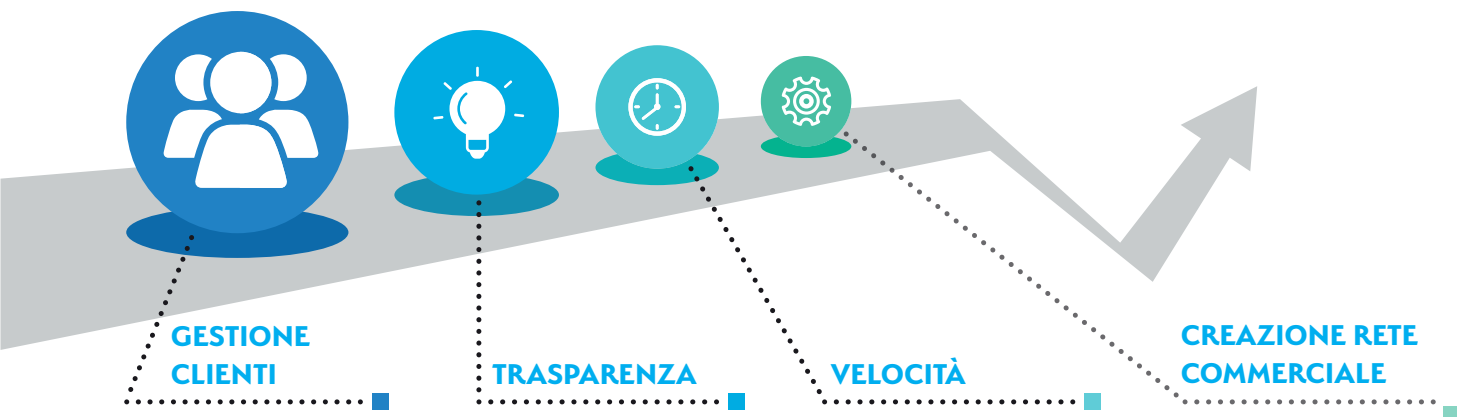 GESTIONE
CLIENTI
TRASPARENZA
VELOCITÀ
CREAZIONE RETE
COMMERCIALE